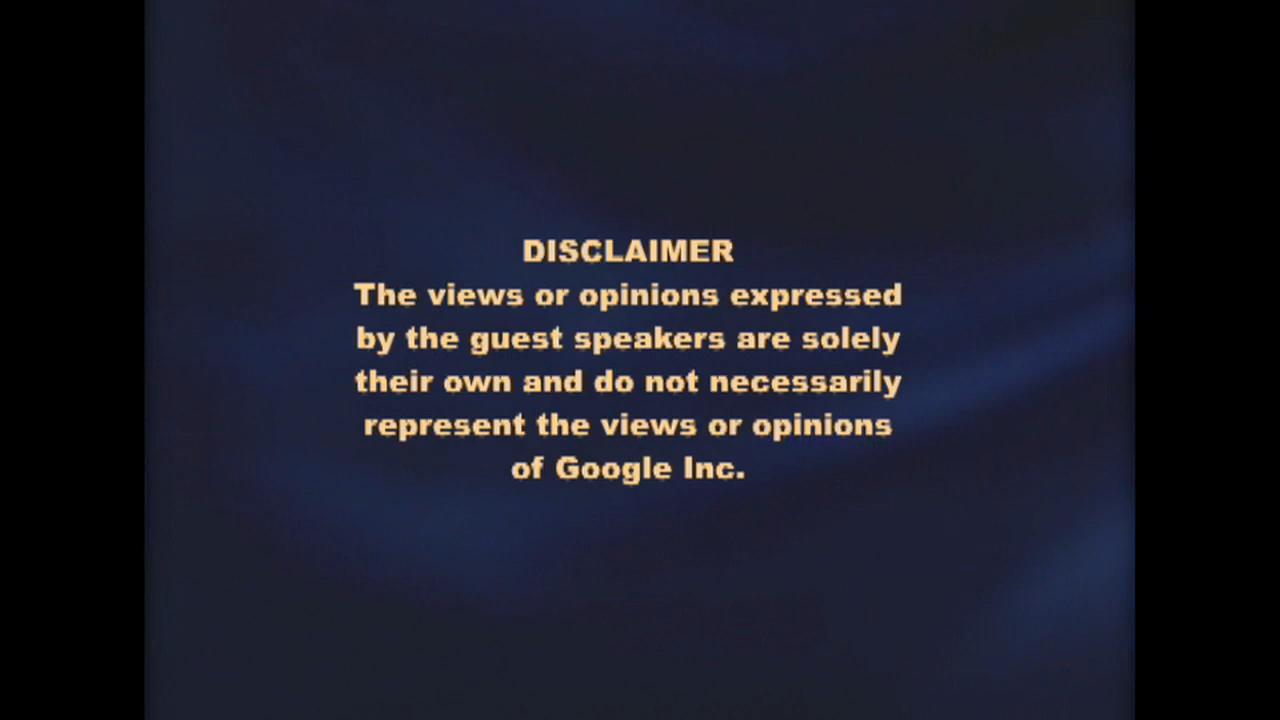 DISCLAIMER
The views or opinions expressed
by the guest speakers are solely
their own and do not necessarily
represent the views or opinions
of Google Inc.